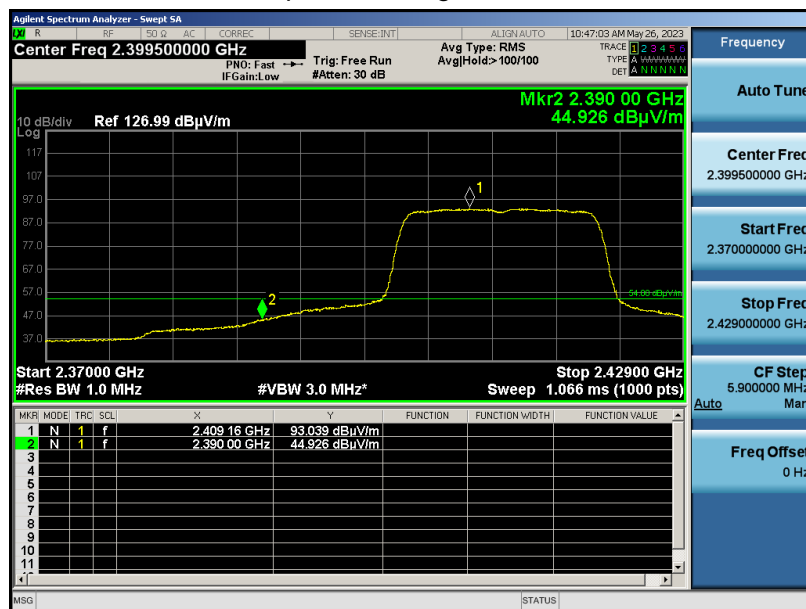 Agilent Spectrum Analyzer - Swept SA
LXI R RF 50 Ω AC CORREC SENSE:INT ALIGN AUTO 10:47:03 AM May 26, 2023
Center Freq 2.399500000 GHz
PNO: Fast
IFGain:Low
Trig: Free Run
#Atten: 30 dB
Avg Type: RMS
Avg|Hold:>100/100
TRACE 1 2 3 4 5 6
TYPE A WWWWW
DET A N N N N N
Mkr2 2.390 00 GHz
44.926 dBµV/m
10 dB/div
Log
Ref 126.99 dBµV/m
117
107
97.0
87.0
77.0
67.0
57.0
47.0
37.0
1
2
54.00 dBµV/m
Start 2.37000 GHz
Stop 2.42900 GHz
#Res BW 1.0 MHz
#VBW 3.0 MHz*
Sweep 1.066 ms (1000 pts)
MKR MODE TRC SCL X Y FUNCTION FUNCTION WIDTH FUNCTION VALUE
1 N 1 f 2.409 16 GHz 93.039 dBµV/m
2 N 1 f 2.390 00 GHz 44.926 dBµV/m
3
4
5
6
7
8
9
10
11
MSG
STATUS
Frequency
Auto Tune
Center Freq
2.399500000 GHz
Start Freq
2.370000000 GHz
Stop Freq
2.429000000 GHz
CF Step
5.900000 MHz
Auto Man
Freq Offset
0 Hz